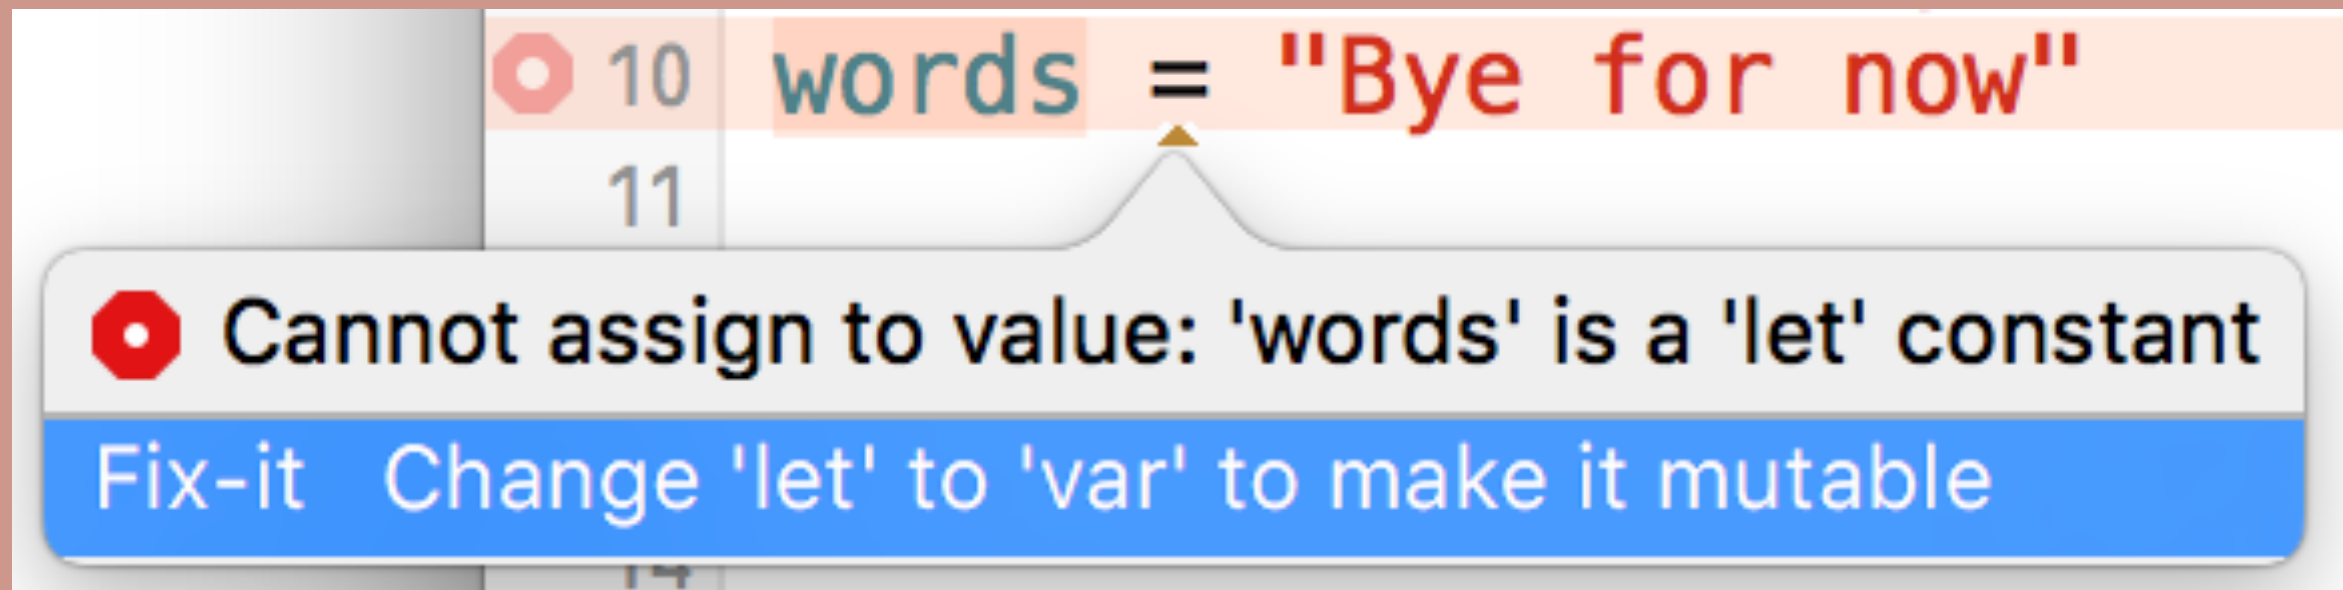 10 words = "Bye for now"
11
Cannot assign to value: 'words' is a 'let' constant
Fix-it Change 'let' to 'var' to make it mutable
14